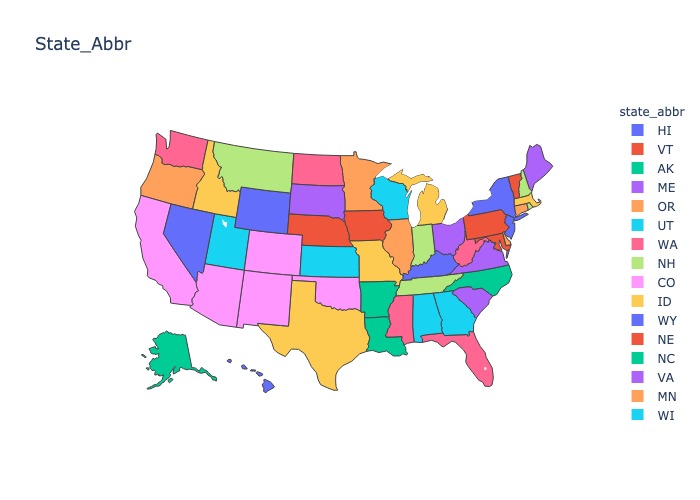 State_Abbr
state_abbr
HI
VT
AK
ME
OR
UT
WA
NH
CO
ID
WY
NE
NC
VA
MN
WI